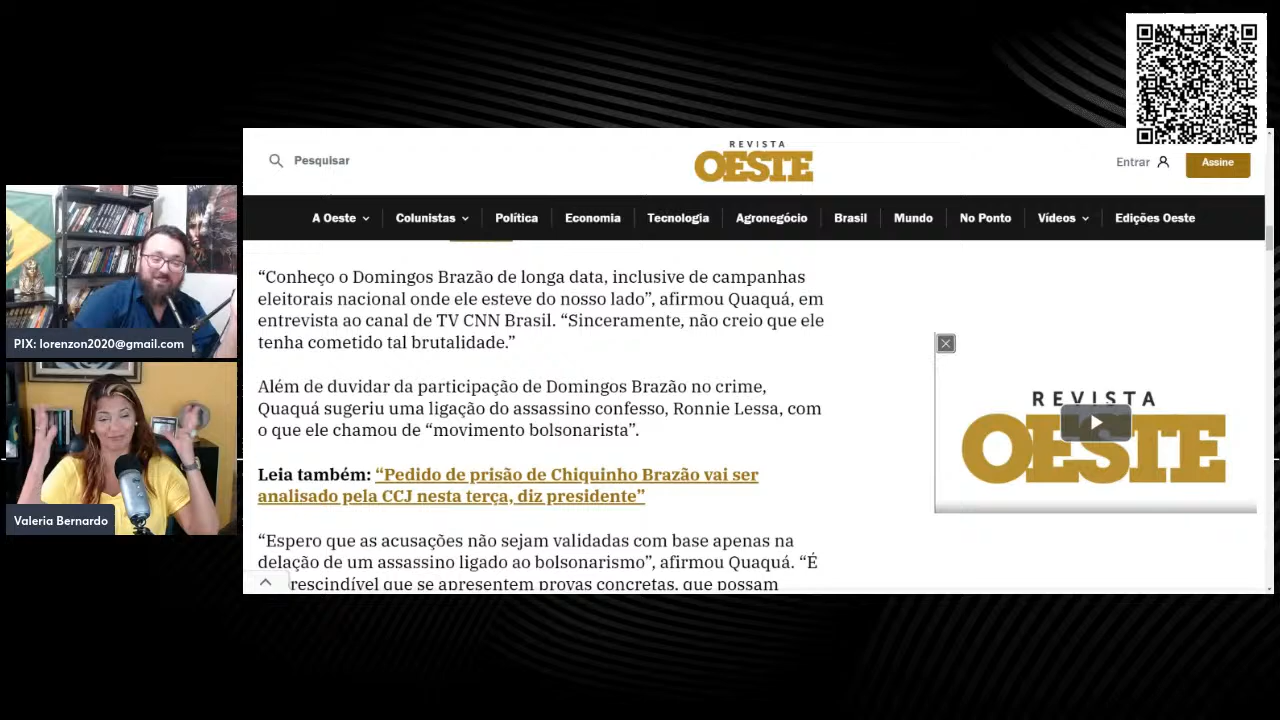 Pesquisar
REVISTA
OESTE
Entrar
Assine
A Oeste
Colunistas
Política
Economia
Tecnologia
Agronegócio
Brasil
Mundo
No Ponto
Vídeos
Edições Oeste
“Conheço o Domingos Brazão de longa data, inclusive de campanhas
eleitorais nacional onde ele esteve do nosso lado”, afirmou Quaquá, em
entrevista ao canal de TV CNN Brasil. “Sinceramente, não creio que ele
tenha cometido tal brutalidade.”
Além de duvidar da participação de Domingos Brazão no crime,
Quaquá sugeriu uma ligação do assassino confesso, Ronnie Lessa, com
o que ele chamou de “movimento bolsonarista”.
Leia também: “Pedido de prisão de Chiquinho Brazão vai ser
analisado pela CCJ nesta terça, diz presidente”
“Espero que as acusações não sejam validadas com base apenas na
delação de um assassino ligado ao bolsonarismo”, afirmou Quaquá. “É
rescindível que se apresentem provas concretas, que possam
REVISTA
OESTE
PIX: lorenzon2020@gmail.com
Valeria Bernardo